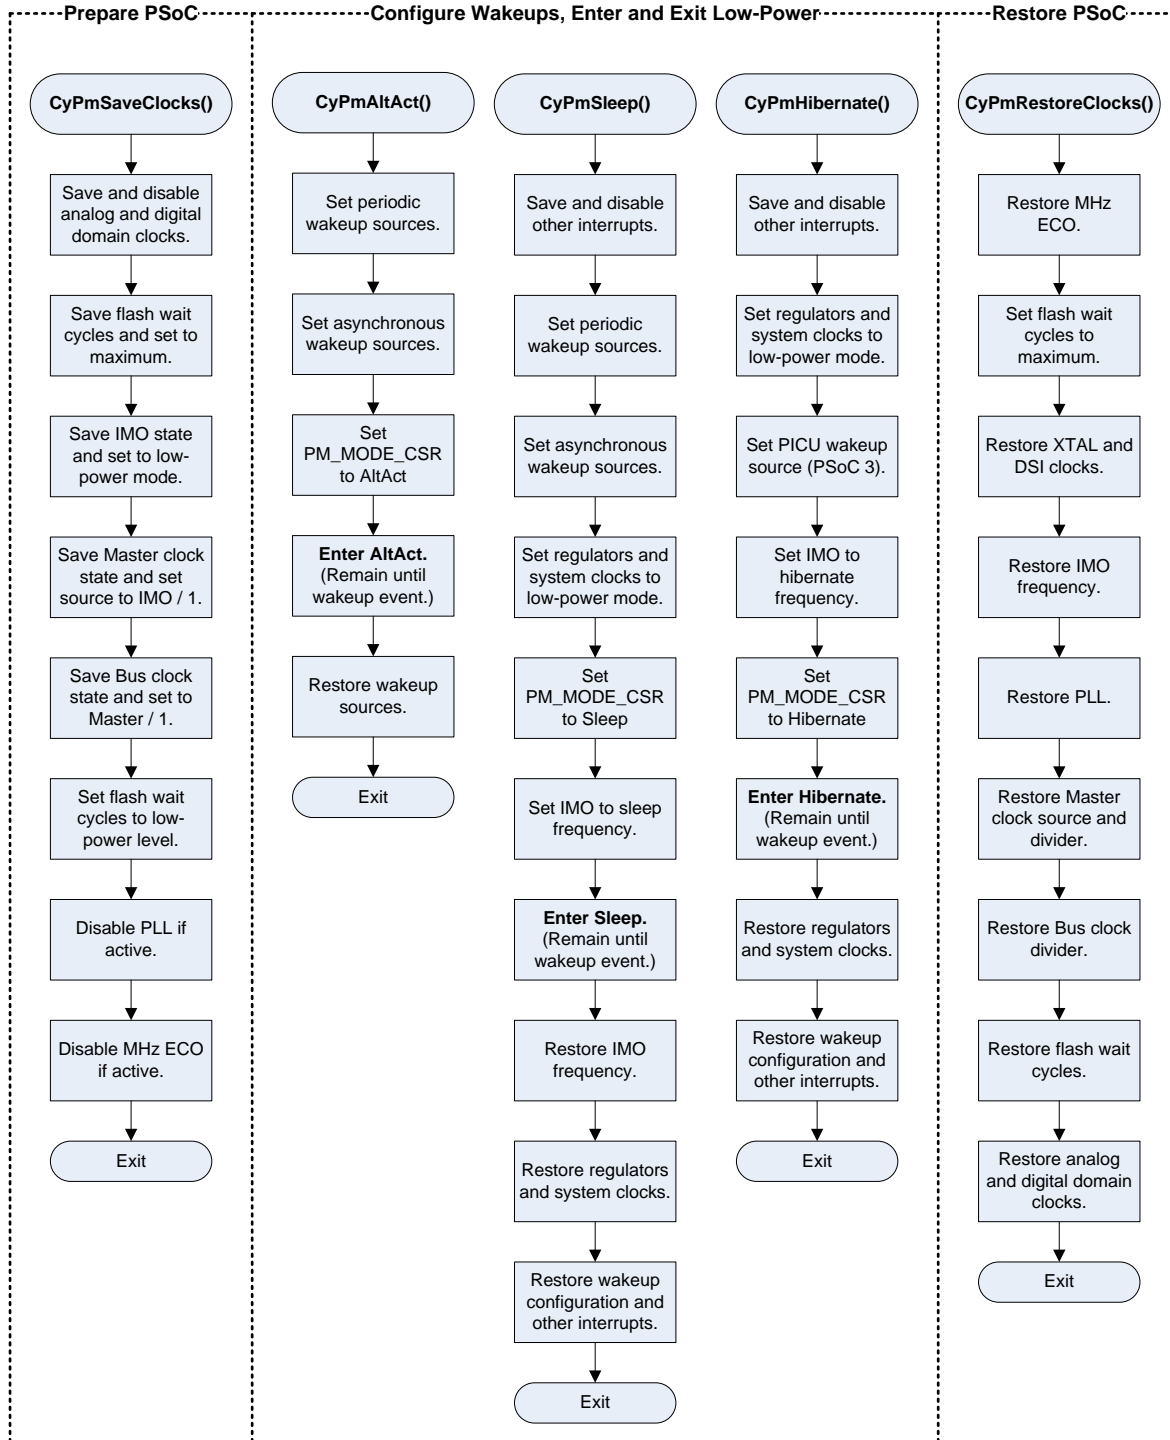 Prepare PSoC
Configure Wakeups, Enter and Exit Low-Power
Restore PSoC
CyPmSaveClocks()
Save and disable
analog and digital
domain clocks.
Save flash wait
cycles and set to
maximum.
Save IMO state
and set to low-
power mode.
Save Master clock
state and set
source to IMO / 1.
Save Bus clock
state and set to
Master / 1.
Set flash wait
cycles to low-
power level.
Disable PLL if
active.
Disable MHz ECO
if active.
Exit
CyPmAltAct()
Set periodic
wakeup sources.
Set asynchronous
wakeup sources.
Set
PM_MODE_CSR
to AltAct
Enter AltAct.
(Remain until
wakeup event.)
Restore wakeup
sources.
Exit
CyPmSleep()
Save and disable
other interrupts.
Set periodic
wakeup sources.
Set asynchronous
wakeup sources.
Set regulators and
system clocks to
low-power mode.
Set
PM_MODE_CSR
to Sleep
Set IMO to sleep
frequency.
Enter Sleep.
(Remain until
wakeup event.)
Restore IMO
frequency.
Restore regulators
and system clocks.
Restore wakeup
configuration and
other interrupts.
Exit
CyPmHibernate()
Save and disable
other interrupts.
Set regulators and
system clocks to
low-power mode.
Set PICU wakeup
source (PSoC 3).
Set IMO to
hibernate
frequency.
Set
PM_MODE_CSR
to Hibernate
Enter Hibernate.
(Remain until
wakeup event.)
Restore regulators
and system clocks.
Restore wakeup
configuration and
other interrupts.
Exit
CyPmRestoreClocks()
Restore MHz
ECO.
Set flash wait
cycles to
maximum.
Restore XTAL and
DSI clocks.
Restore IMO
frequency.
Restore PLL.
Restore Master
clock source and
divider.
Restore Bus clock
divider.
Restore flash wait
cycles.
Restore analog
and digital domain
clocks.
Exit